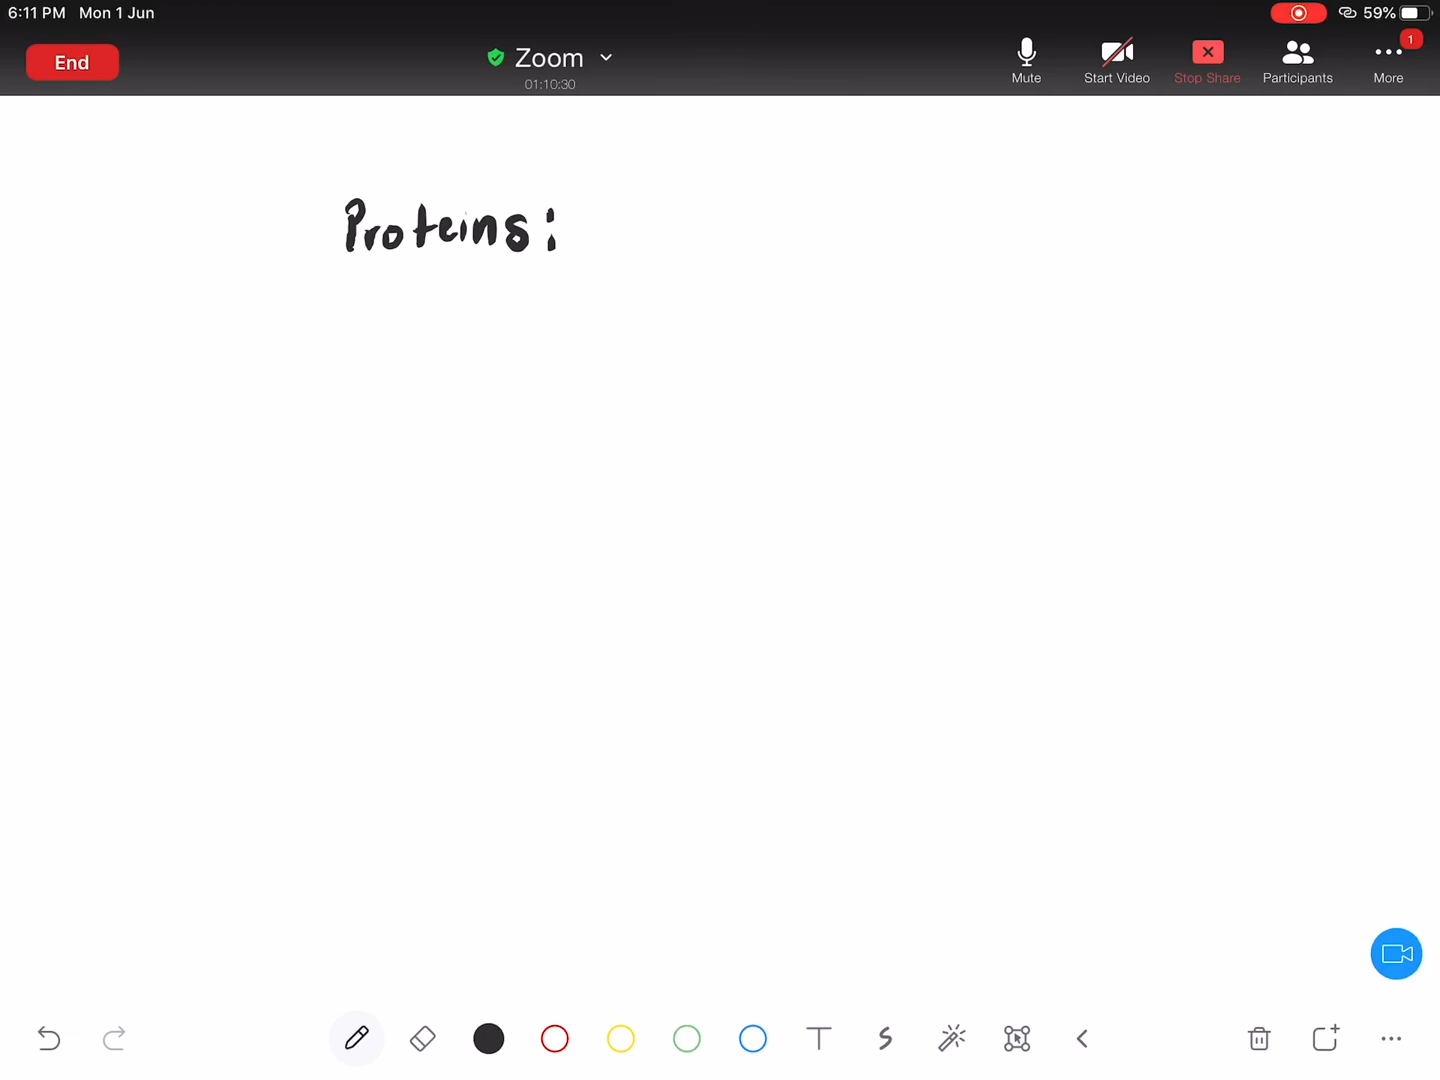 6:11 PM Mon 1 Jun
59%
End
Zoom
01:10:30
Mute
Start Video
Stop Share
Participants
More
1
Proteins:
T